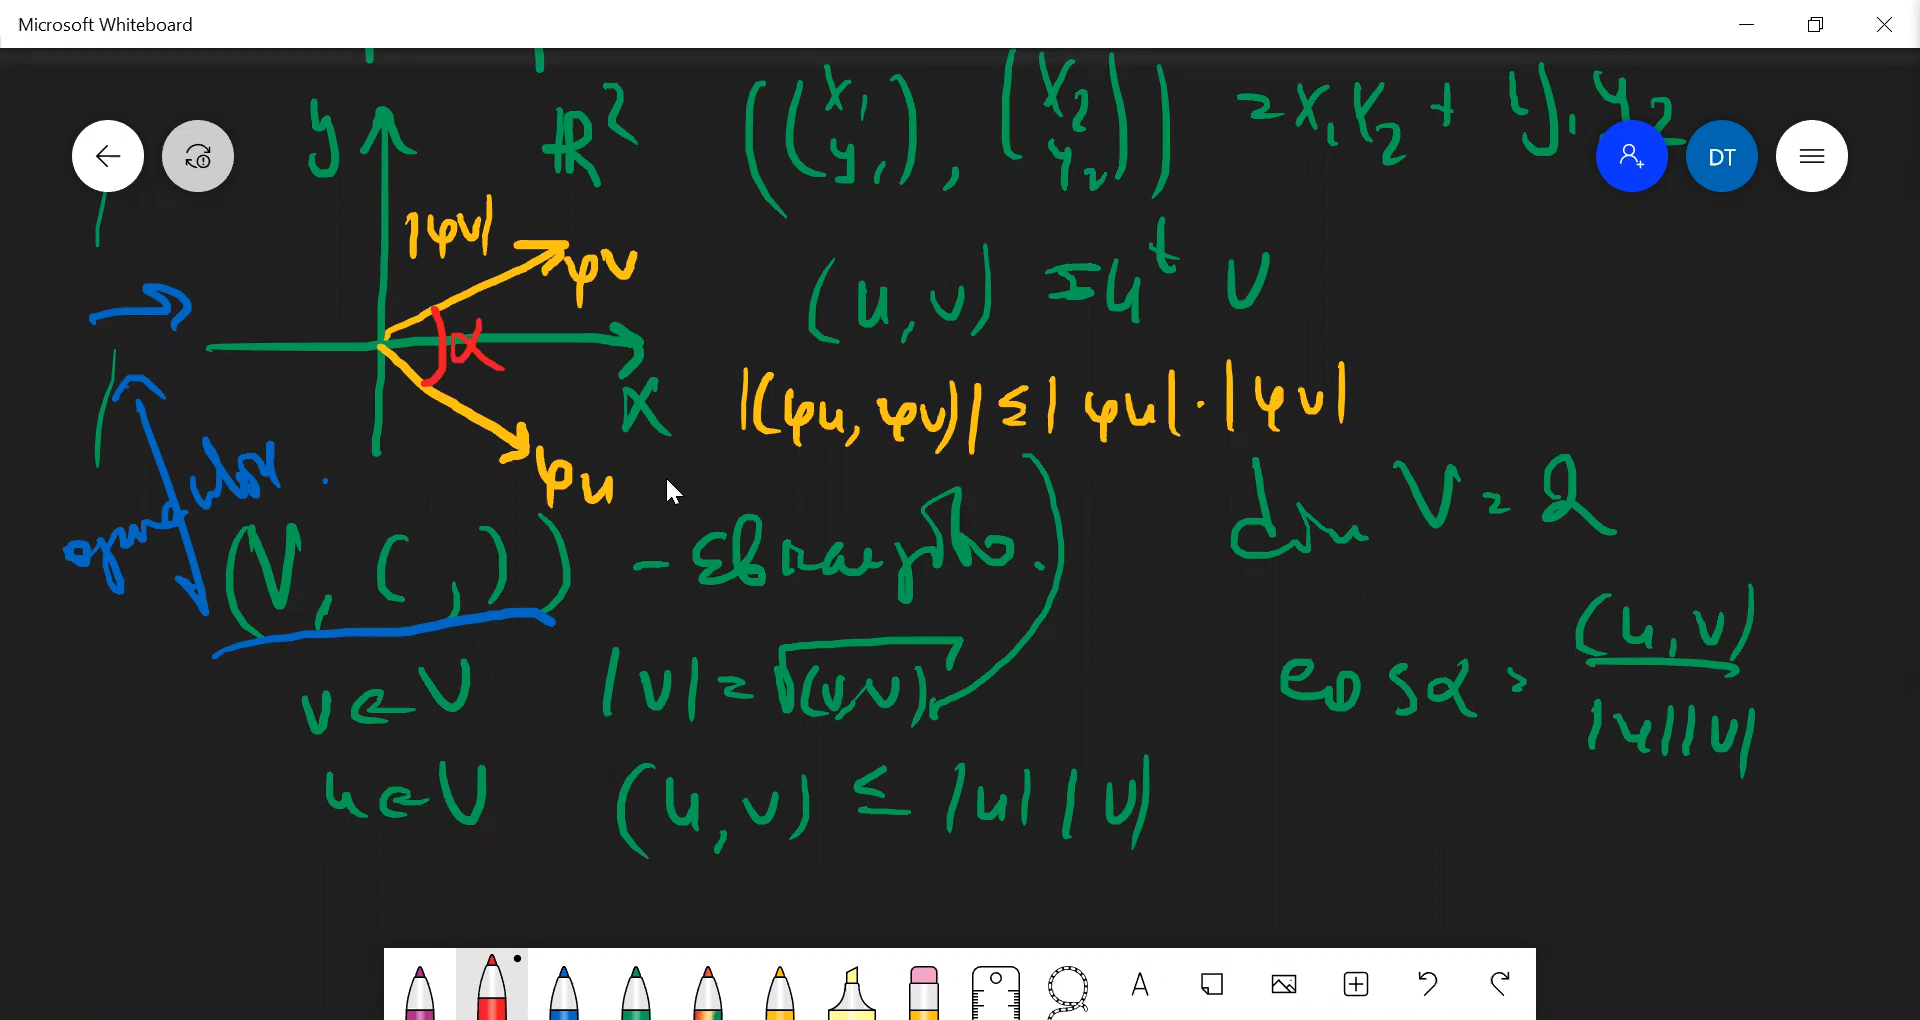 Microsoft Whiteboard
y ℝ² ((x₁ y₁), (x₂ y₂)) = x₁x₂ + y₁y₂
DT
|φv|
φv
(u, v) = uᵗ v
α
x
|(φu, φv)| ≤ |φu| · |φv|
φu
dim V = 2
(V, ( , )) -
v ∈ V |v| = √(v,v)
cos α = (u, v) / |u||v|
u ∈ V (u, v) ≤ |u| |v|
A